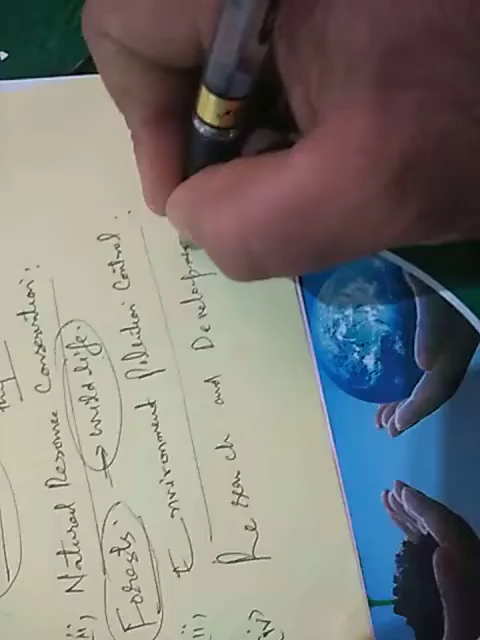 ii) Natural Resource Conservation:
Forests. → wild life.
iii) Environment Pollution Control:
iv) Research and Developm